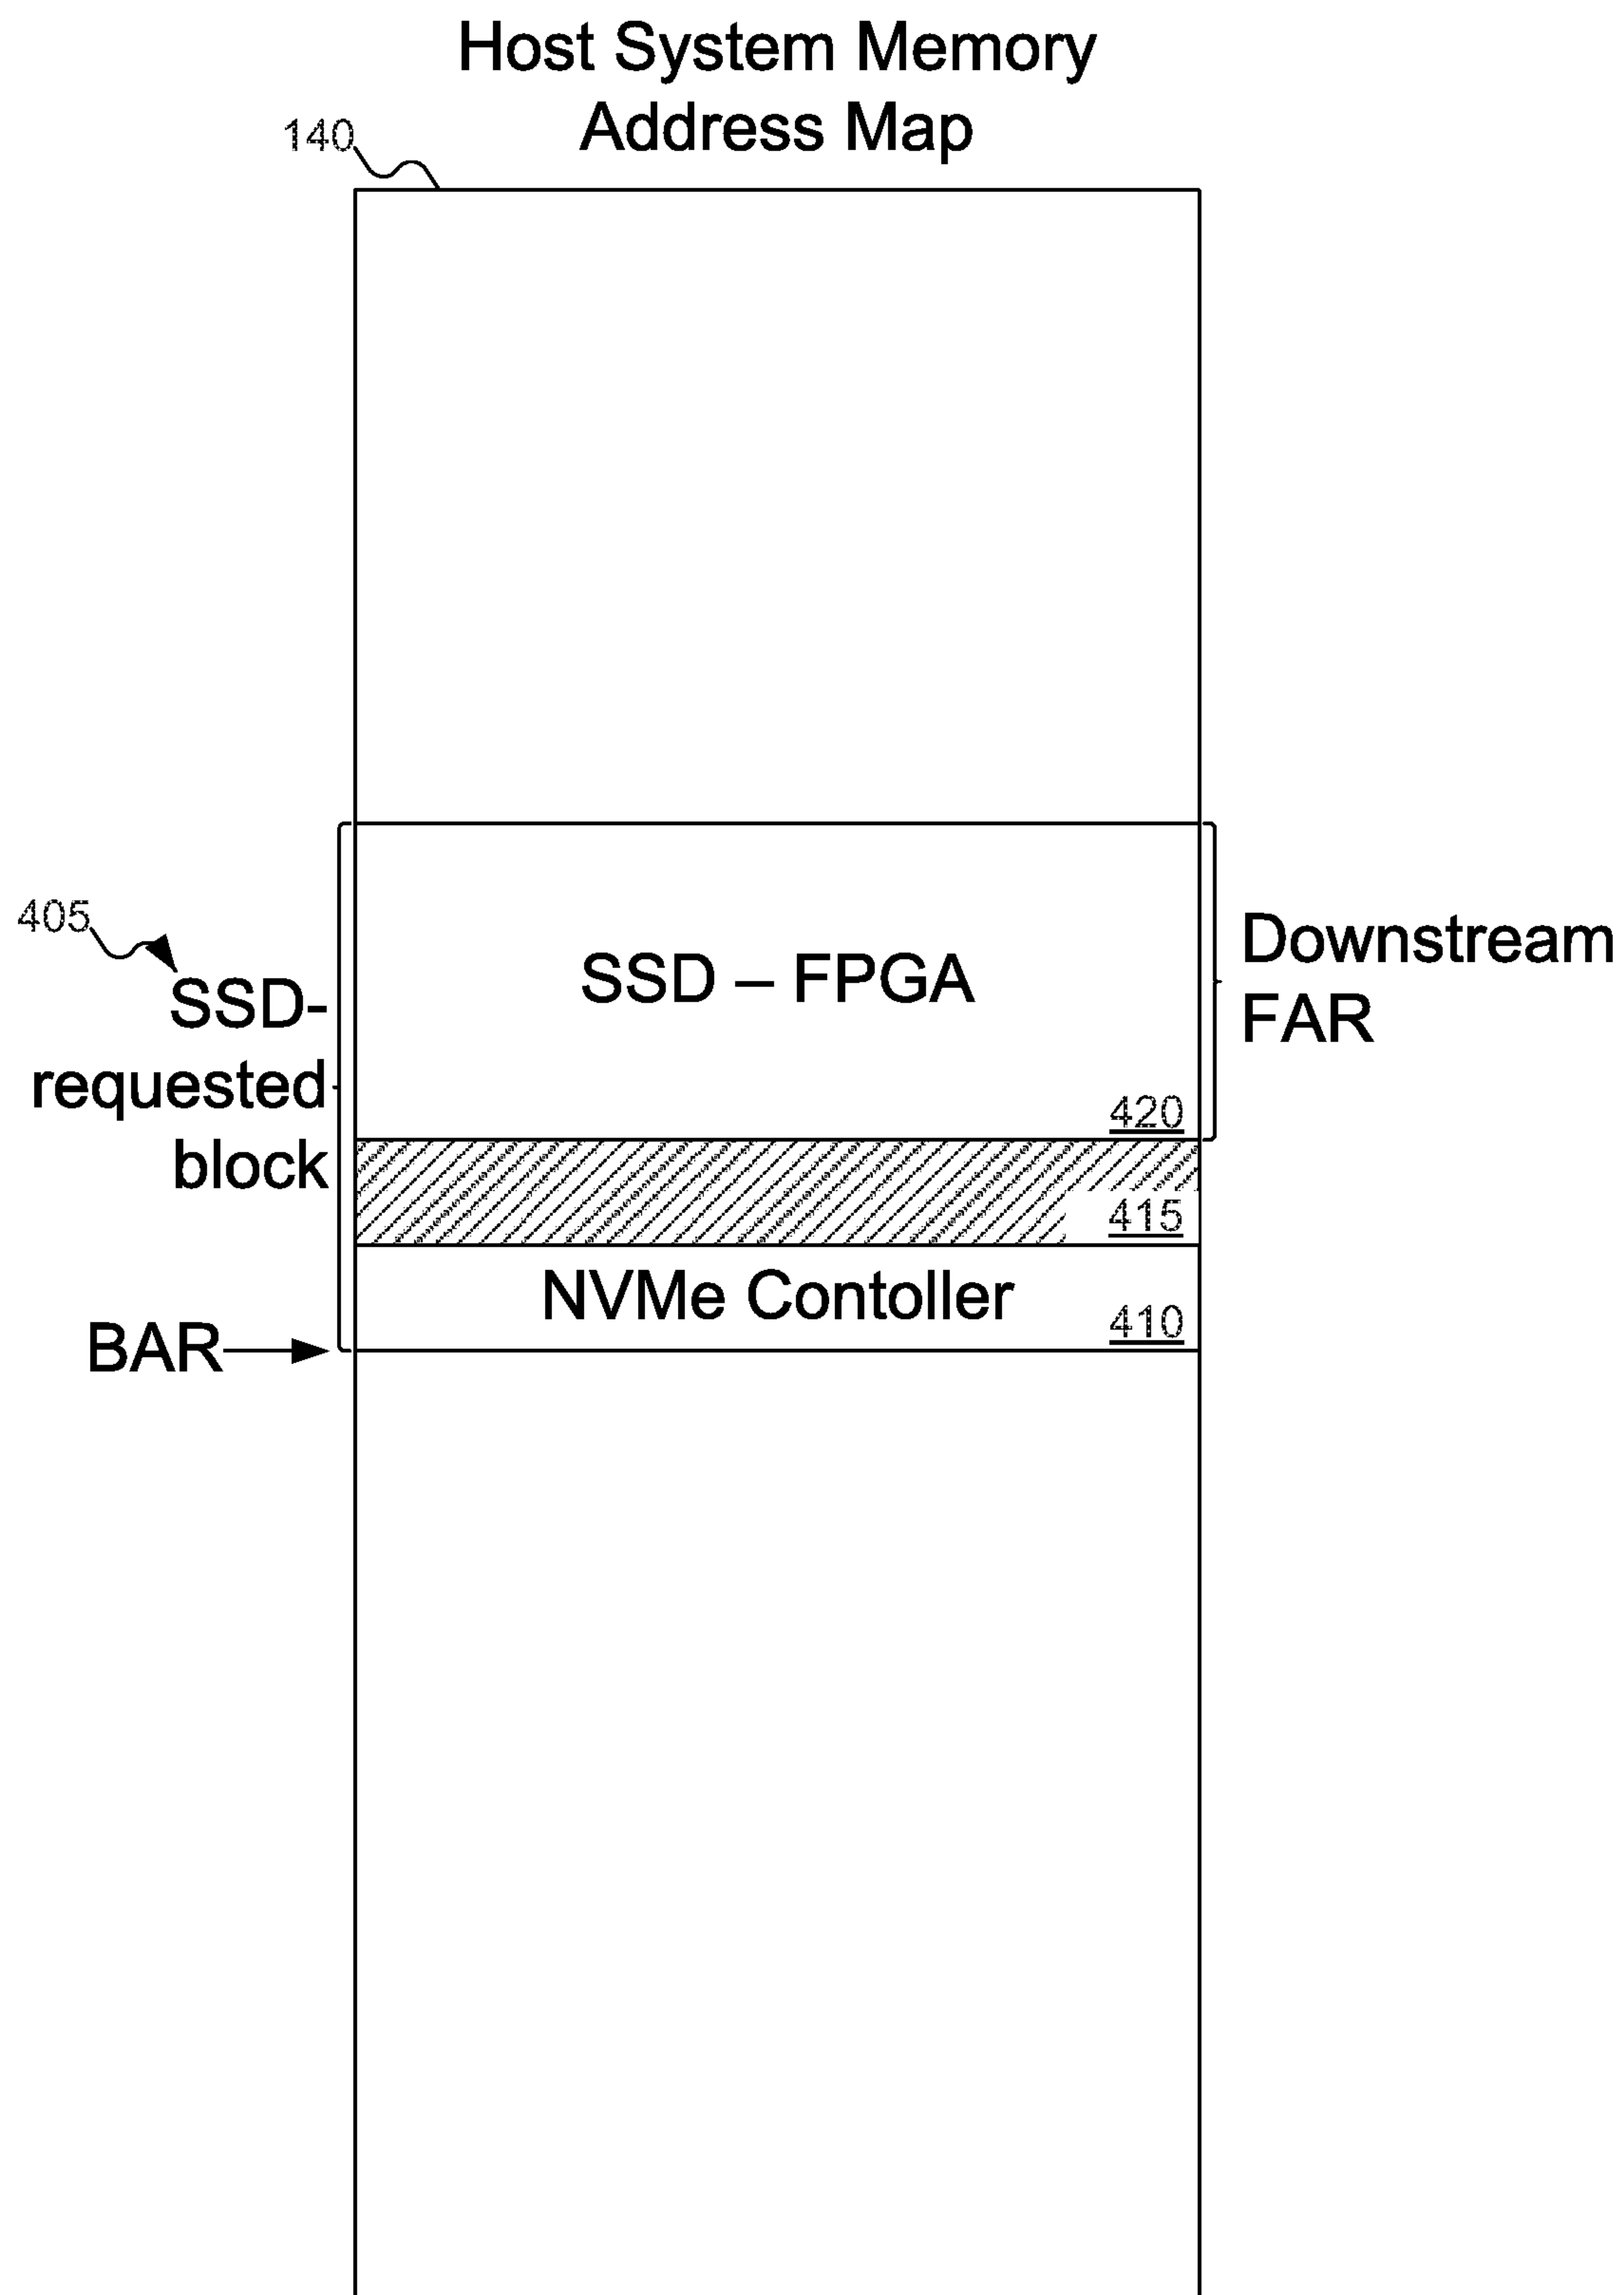 Host System Memory
Address Map
140
405
SSD-
requested
block
SSD – FPGA
420
Downstream
FAR
415
NVMe Contoller
410
BAR